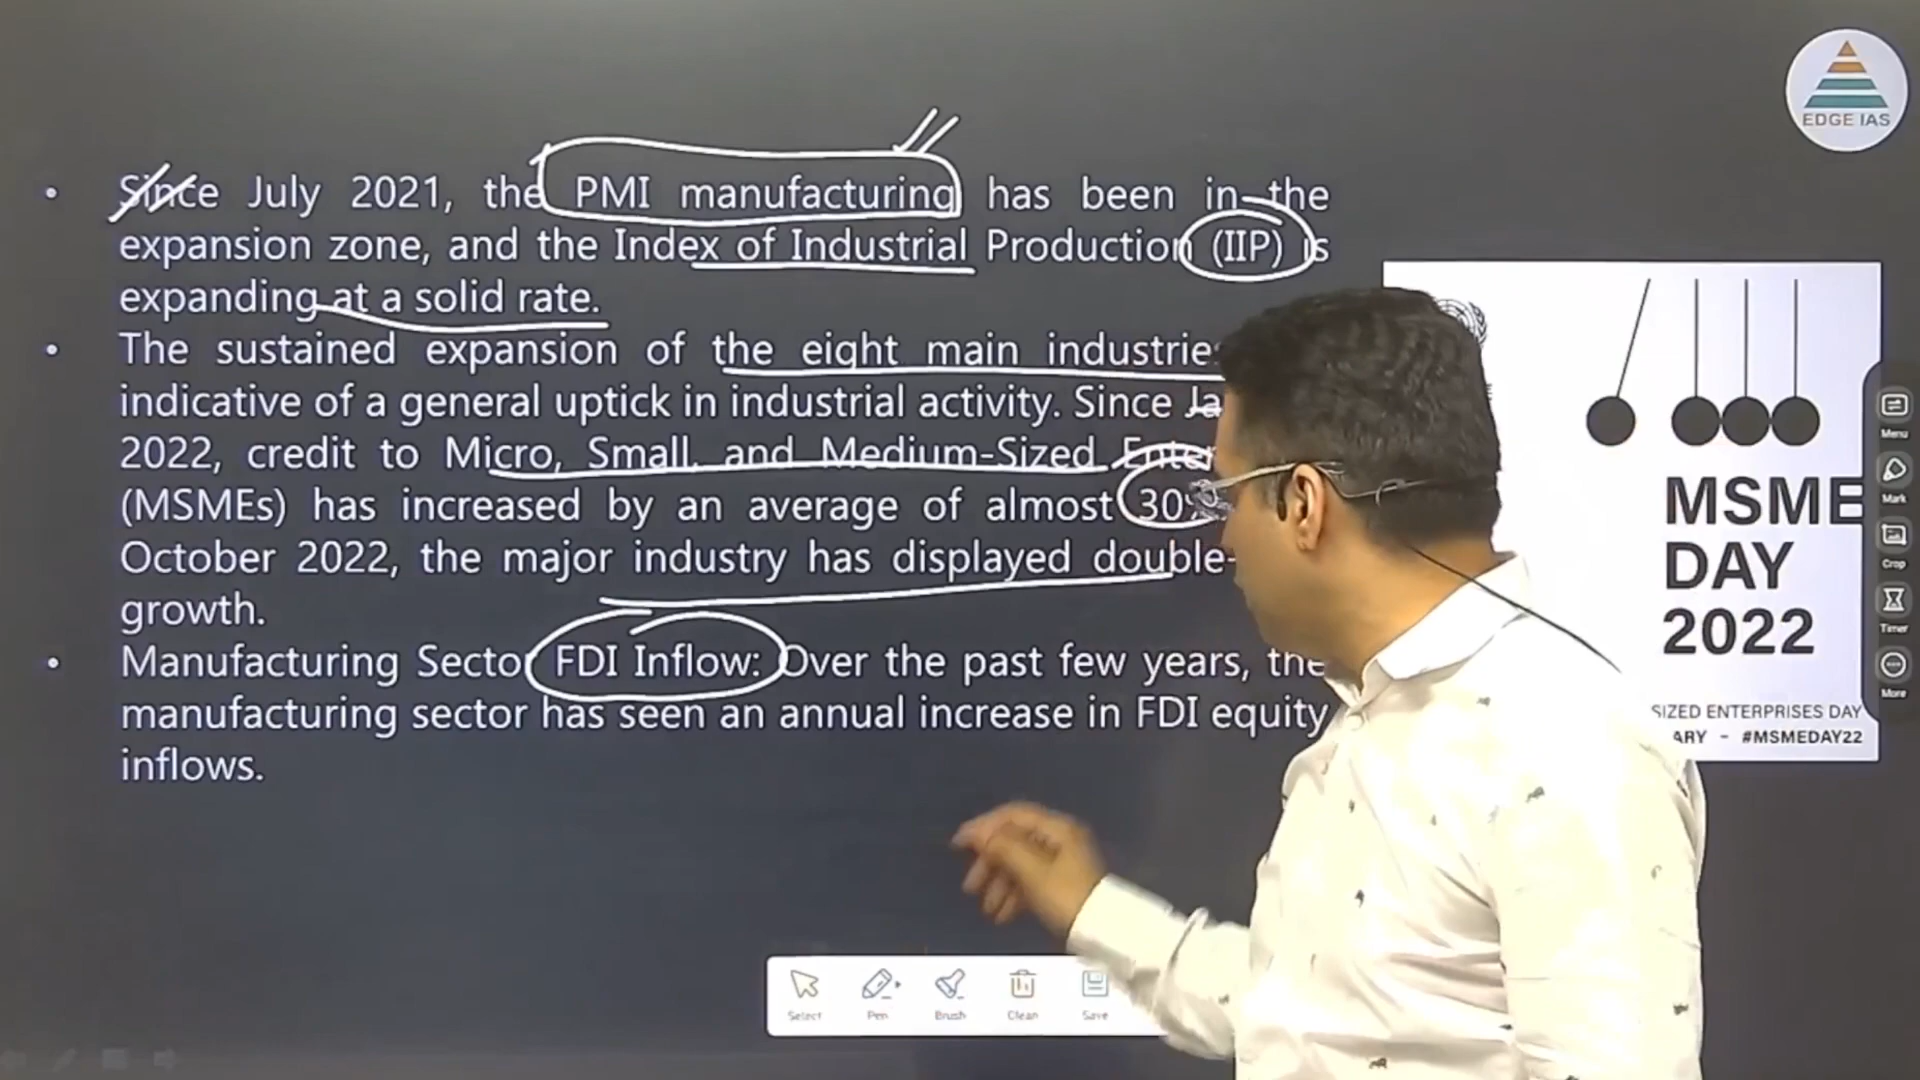 EDGE IAS
• Since July 2021, the PMI manufacturing has been in the
expansion zone, and the Index of Industrial Production (IIP) is
expanding at a solid rate.
• The sustained expansion of the eight main
indicative of a general uptick in industrial activity. Since
2022, credit to Micro, Small, and Medium-Sized
(MSMEs) has increased by an average of almost
October 2022, the major industry has displayed
growth.
• Manufacturing Sector FDI Inflow: Over the past few years, the
manufacturing sector has seen an annual increase in FDI equity
inflows.
MSME
DAY
2022
SIZED ENTERPRISES DAY
- #MSMEDAY22
Menu
Mark
Crop
Timer
More
Select Pen Brush Clean Save